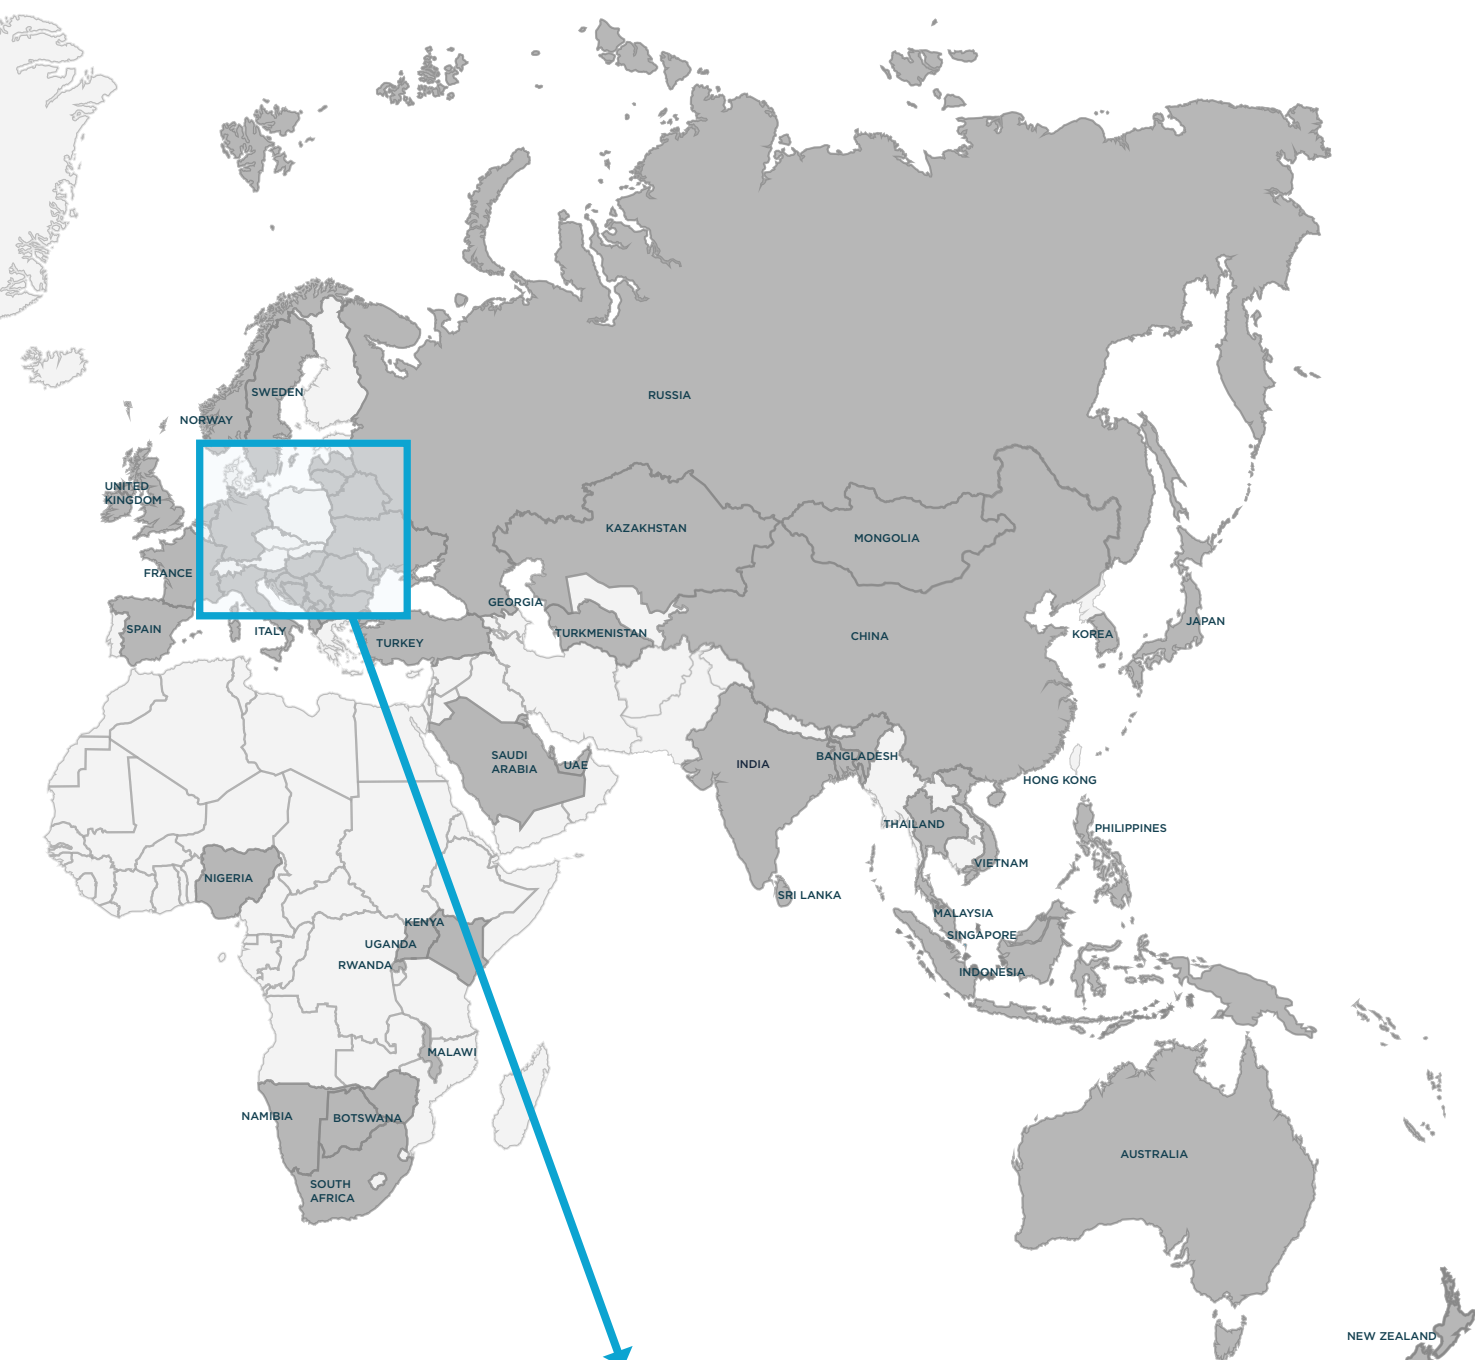 RUSSIA
SWEDEN
NORWAY
UNITED
KINGDOM
KAZAKHSTAN
MONGOLIA
FRANCE
GEORGIA
SPAIN
ITALY
TURKEY
TURKMENISTAN
CHINA
KOREA
JAPAN
SAUDI
ARABIA
UAE
INDIA
BANGLADESH
HONG KONG
THAILAND
PHILIPPINES
VIETNAM
NIGERIA
SRI LANKA
MALAYSIA
KENYA
SINGAPORE
UGANDA
RWANDA
INDONESIA
MALAWI
NAMIBIA
BOTSWANA
AUSTRALIA
SOUTH
AFRICA
NEW ZEALAND